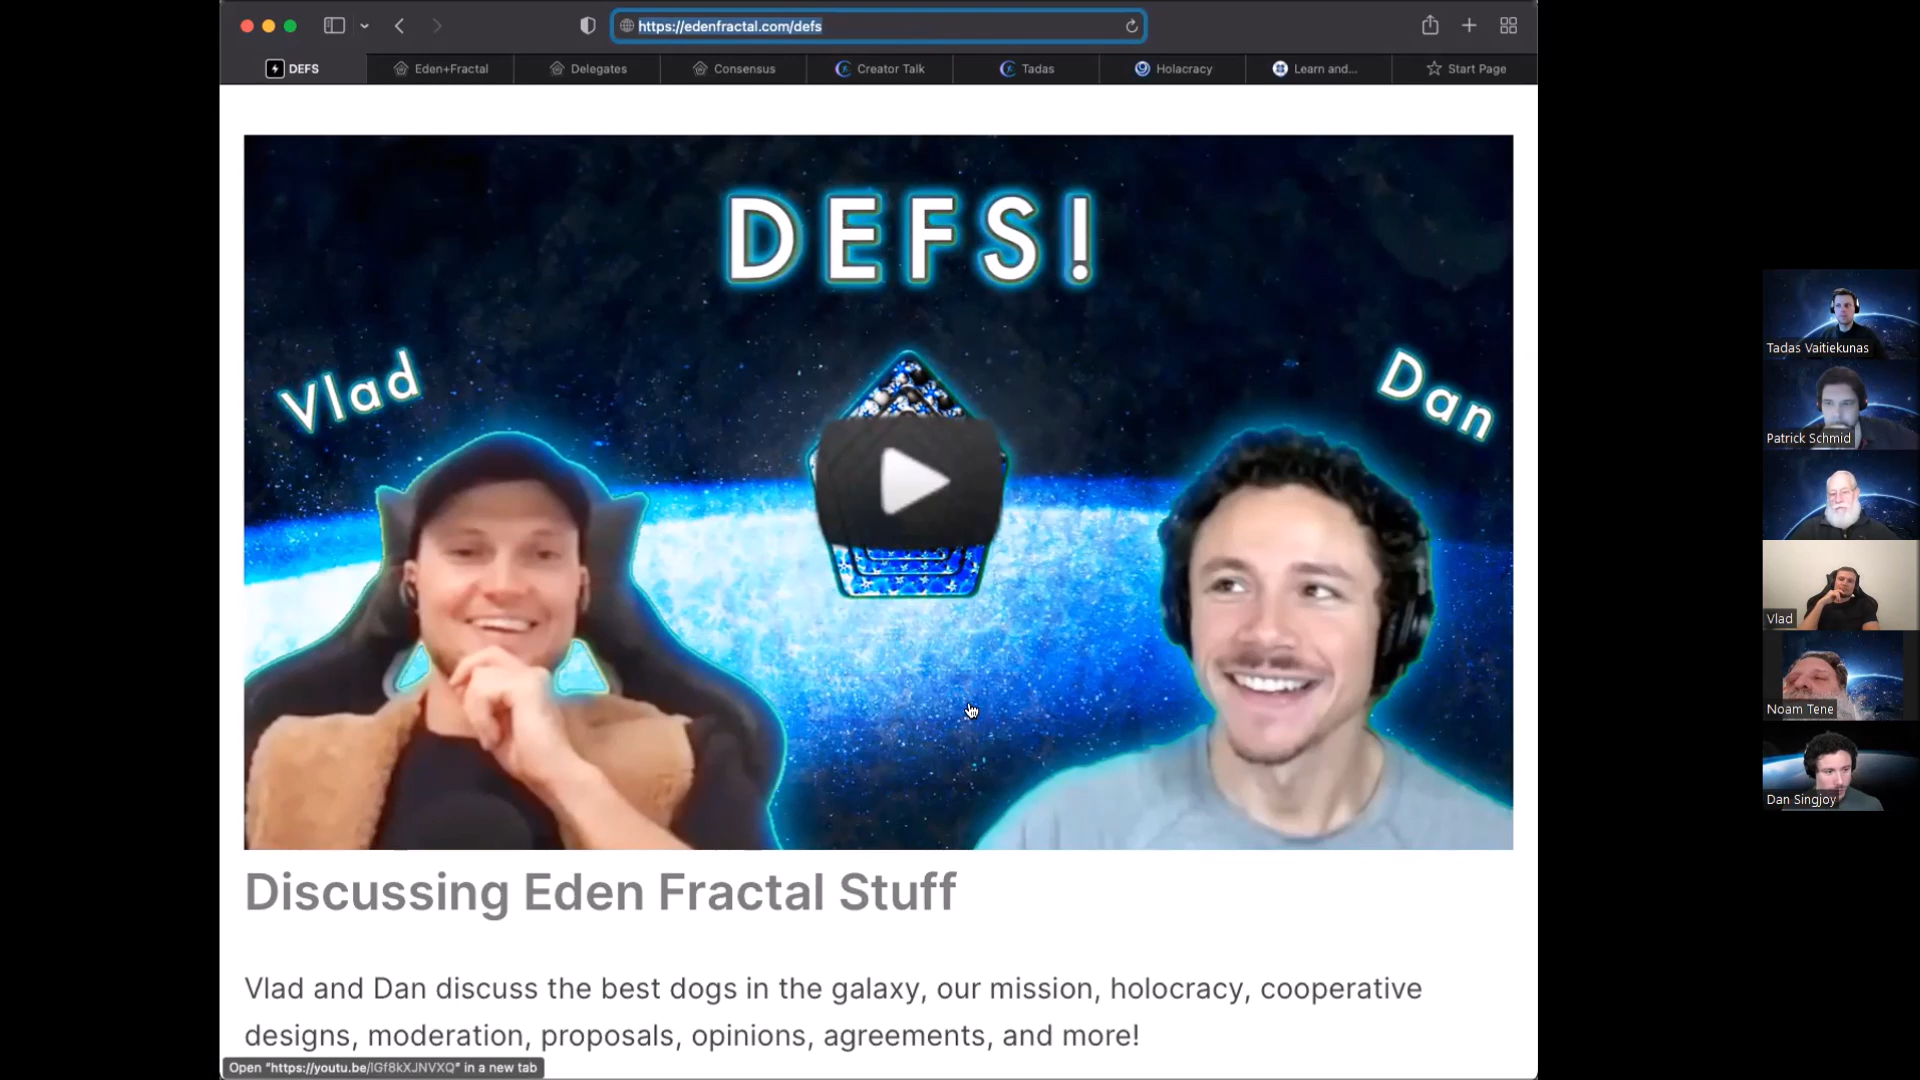 https://edenfractal.com/defs
DEFS
Eden+Fractal
Delegates
Consensus
Creator Talk
Tadas
Holacracy
Learn and...
Start Page
DEFS!
Vlad
Dan
Discussing Eden Fractal Stuff
Vlad and Dan discuss the best dogs in the galaxy, our mission, holocracy, cooperative
designs, moderation, proposals, opinions, agreements, and more!
Open "https://youtu.be/IGf8kXJNVXQ" in a new tab
Tadas Vaitiekunas
Patrick Schmid
Vlad
Noam Tene
Dan Singjoy